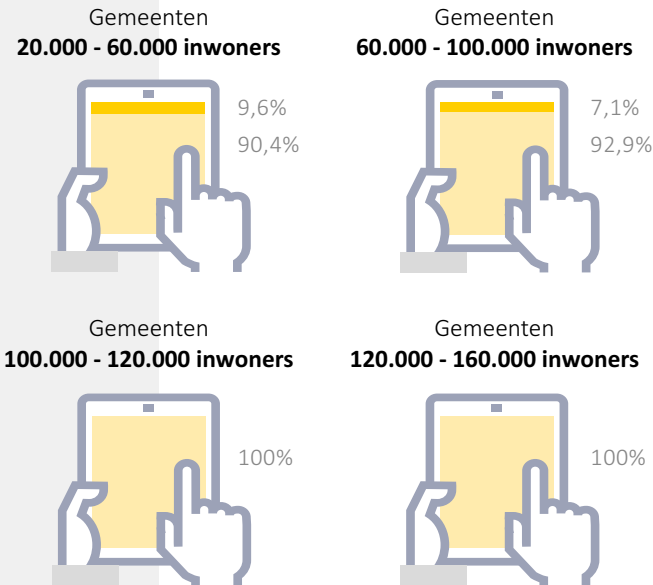 Gemeenten
20.000 - 60.000 inwoners
9,6%
90,4%
Gemeenten
60.000 - 100.000 inwoners
7,1%
92,9%
Gemeenten
100.000 - 120.000 inwoners
100%
Gemeenten
120.000 - 160.000 inwoners
100%